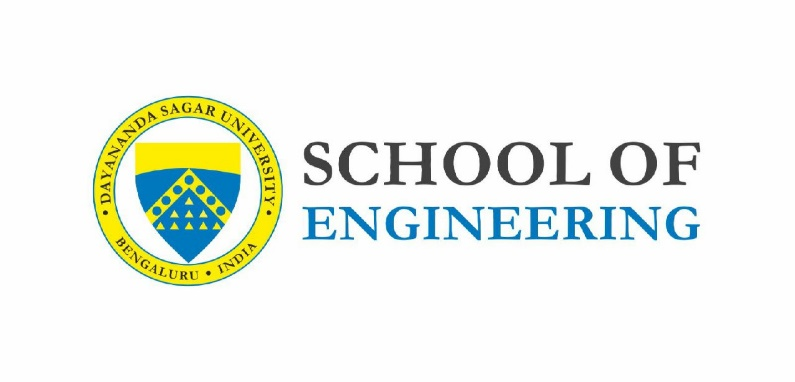 • DAYANANDA SAGAR UNIVERSITY •
BENGALURU • INDIA
SCHOOL OF
ENGINEERING